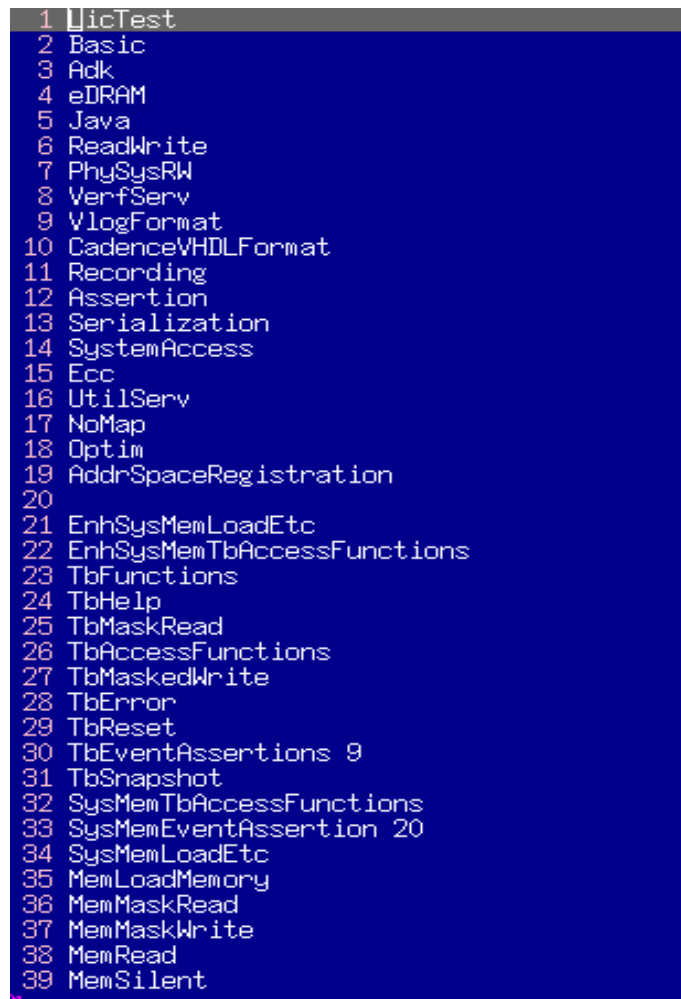 1 LicTest
2 Basic
3 Adk
4 eDRAM
5 Java
6 ReadWrite
7 PhySysRW
8 VerfServ
9 VlogFormat
10 CadenceVHDLFormat
11 Recording
12 Assertion
13 Serialization
14 SystemAccess
15 Ecc
16 UtilServ
17 NoMap
18 Optim
19 AddrSpaceRegistration
20
21 EnhSysMemLoadEtc
22 EnhSysMemTbAccessFunctions
23 TbFunctions
24 TbHelp
25 TbMaskRead
26 TbAccessFunctions
27 TbMaskedWrite
28 TbError
29 TbReset
30 TbEventAssertions 9
31 TbSnapshot
32 SysMemTbAccessFunctions
33 SysMemEventAssertion 20
34 SysMemLoadEtc
35 MemLoadMemory
36 MemMaskRead
37 MemMaskWrite
38 MemRead
39 MemSilent